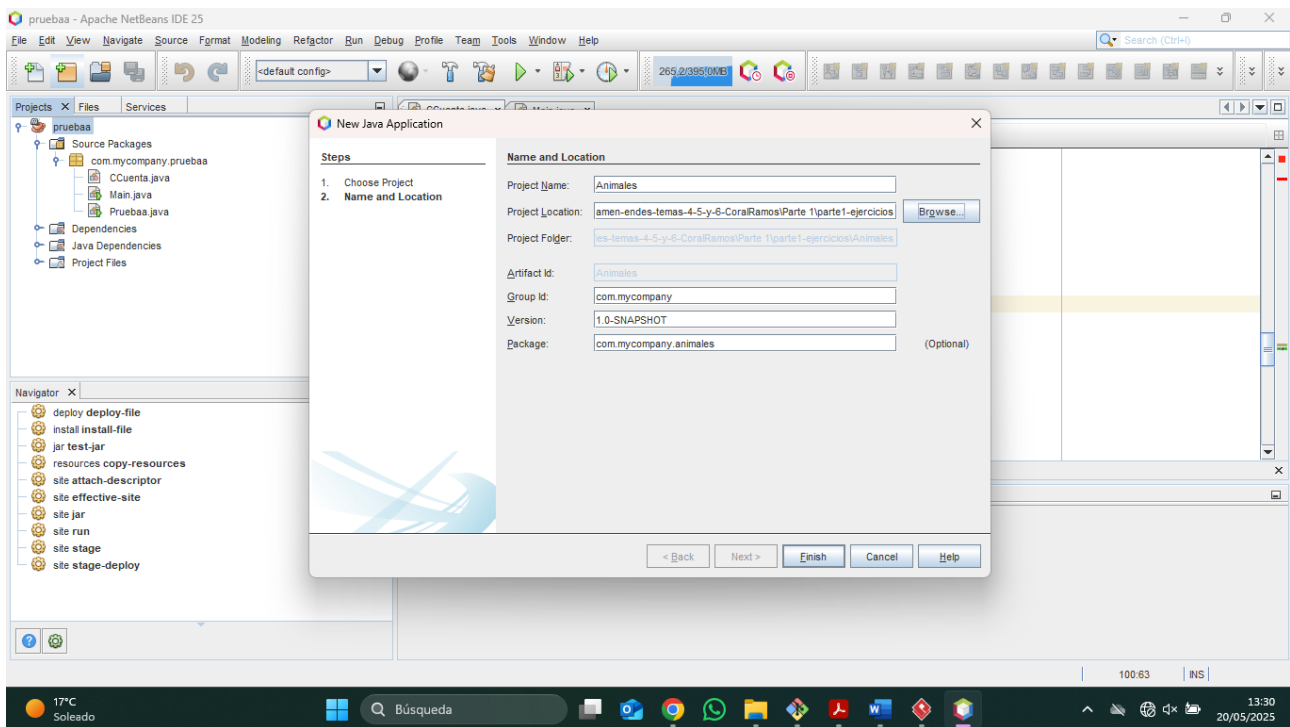 pruebaa - Apache NetBeans IDE 25
File Edit View Navigate Source Format Modeling Refactor Run Debug Profile Team Tools Window Help
Search (Ctrl+I)
<default config>
265,2/395,0MB
Projects Files Services
CCuenta.java Main.java
pruebaa
Source Packages
com.mycompany.pruebaa
CCuenta.java
Main.java
Pruebaa.java
Dependencies
Java Dependencies
Project Files
Navigator
deploy deploy-file
install install-file
jar test-jar
resources copy-resources
site attach-descriptor
site effective-site
site jar
site run
site stage
site stage-deploy
New Java Application
Steps
1. Choose Project
2. Name and Location
Name and Location
Project Name: Animales
Project Location: amen-endes-temas-4-5-y-6-CoralRamos\Parte 1\parte1-ejercicios Browse...
Project Folder: es-temas-4-5-y-6-CoralRamos\Parte 1\parte1-ejercicios\Animales
Artifact Id: Animales
Group Id: com.mycompany
Version: 1.0-SNAPSHOT
Package: com.mycompany.animales (Optional)
< Back Next > Finish Cancel Help
100:63 INS
17°C
Soleado
Búsqueda
13:30
20/05/2025